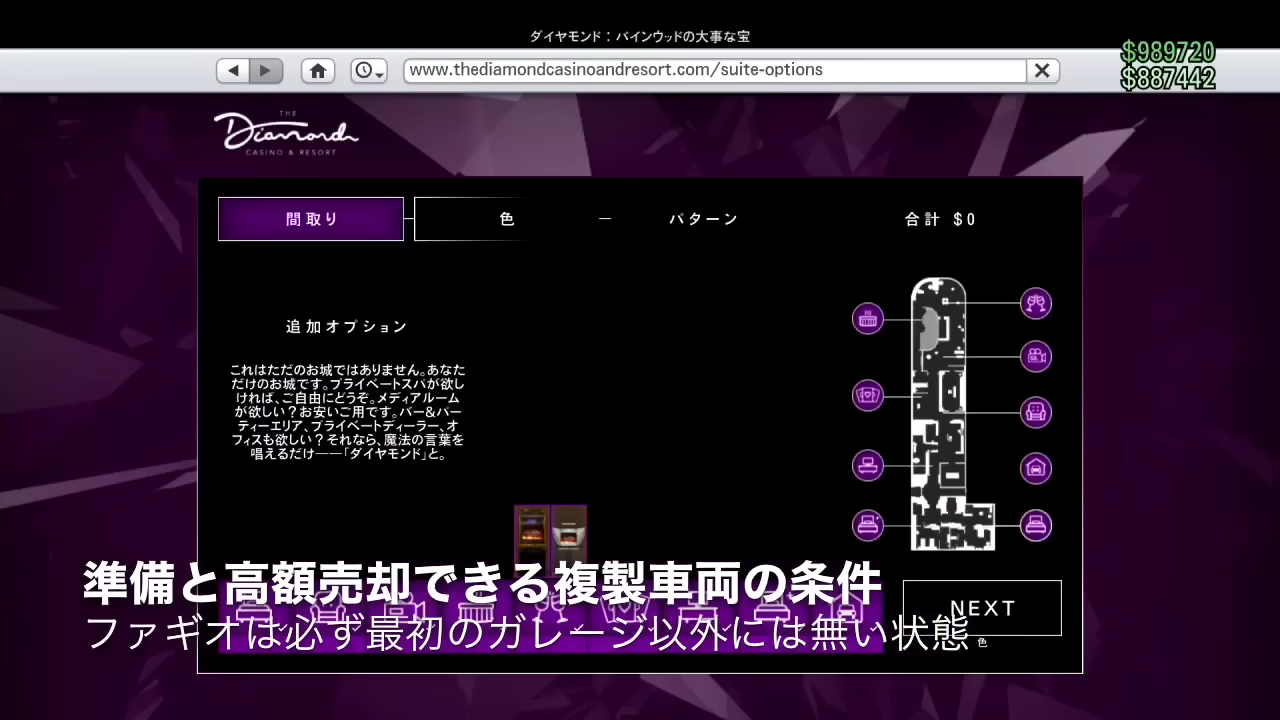 ダイヤモンド：バインウッドの大事な宝
$989720
$887442
www.thediamondcasinoandresort.com/suite-options
THE
Diamond
CASINO & RESORT
間取り
色
パターン
合計 $0
追加オプション
これはただのお城ではありません。あなた
だけのお城です。プライベートスパが欲し
ければ、ご自由にどうぞ。メディアルーム
が欲しい？お安いご用です。バー&パー
ティーエリア、プライベートディーラー、オ
フィスも欲しい？それなら、魔法の言葉を
唱えるだけ――「ダイヤモンド」と。
準備と高額売却できる複製車両の条件
NEXT
ファギオは必ず最初のガレージ以外には無い状態
色